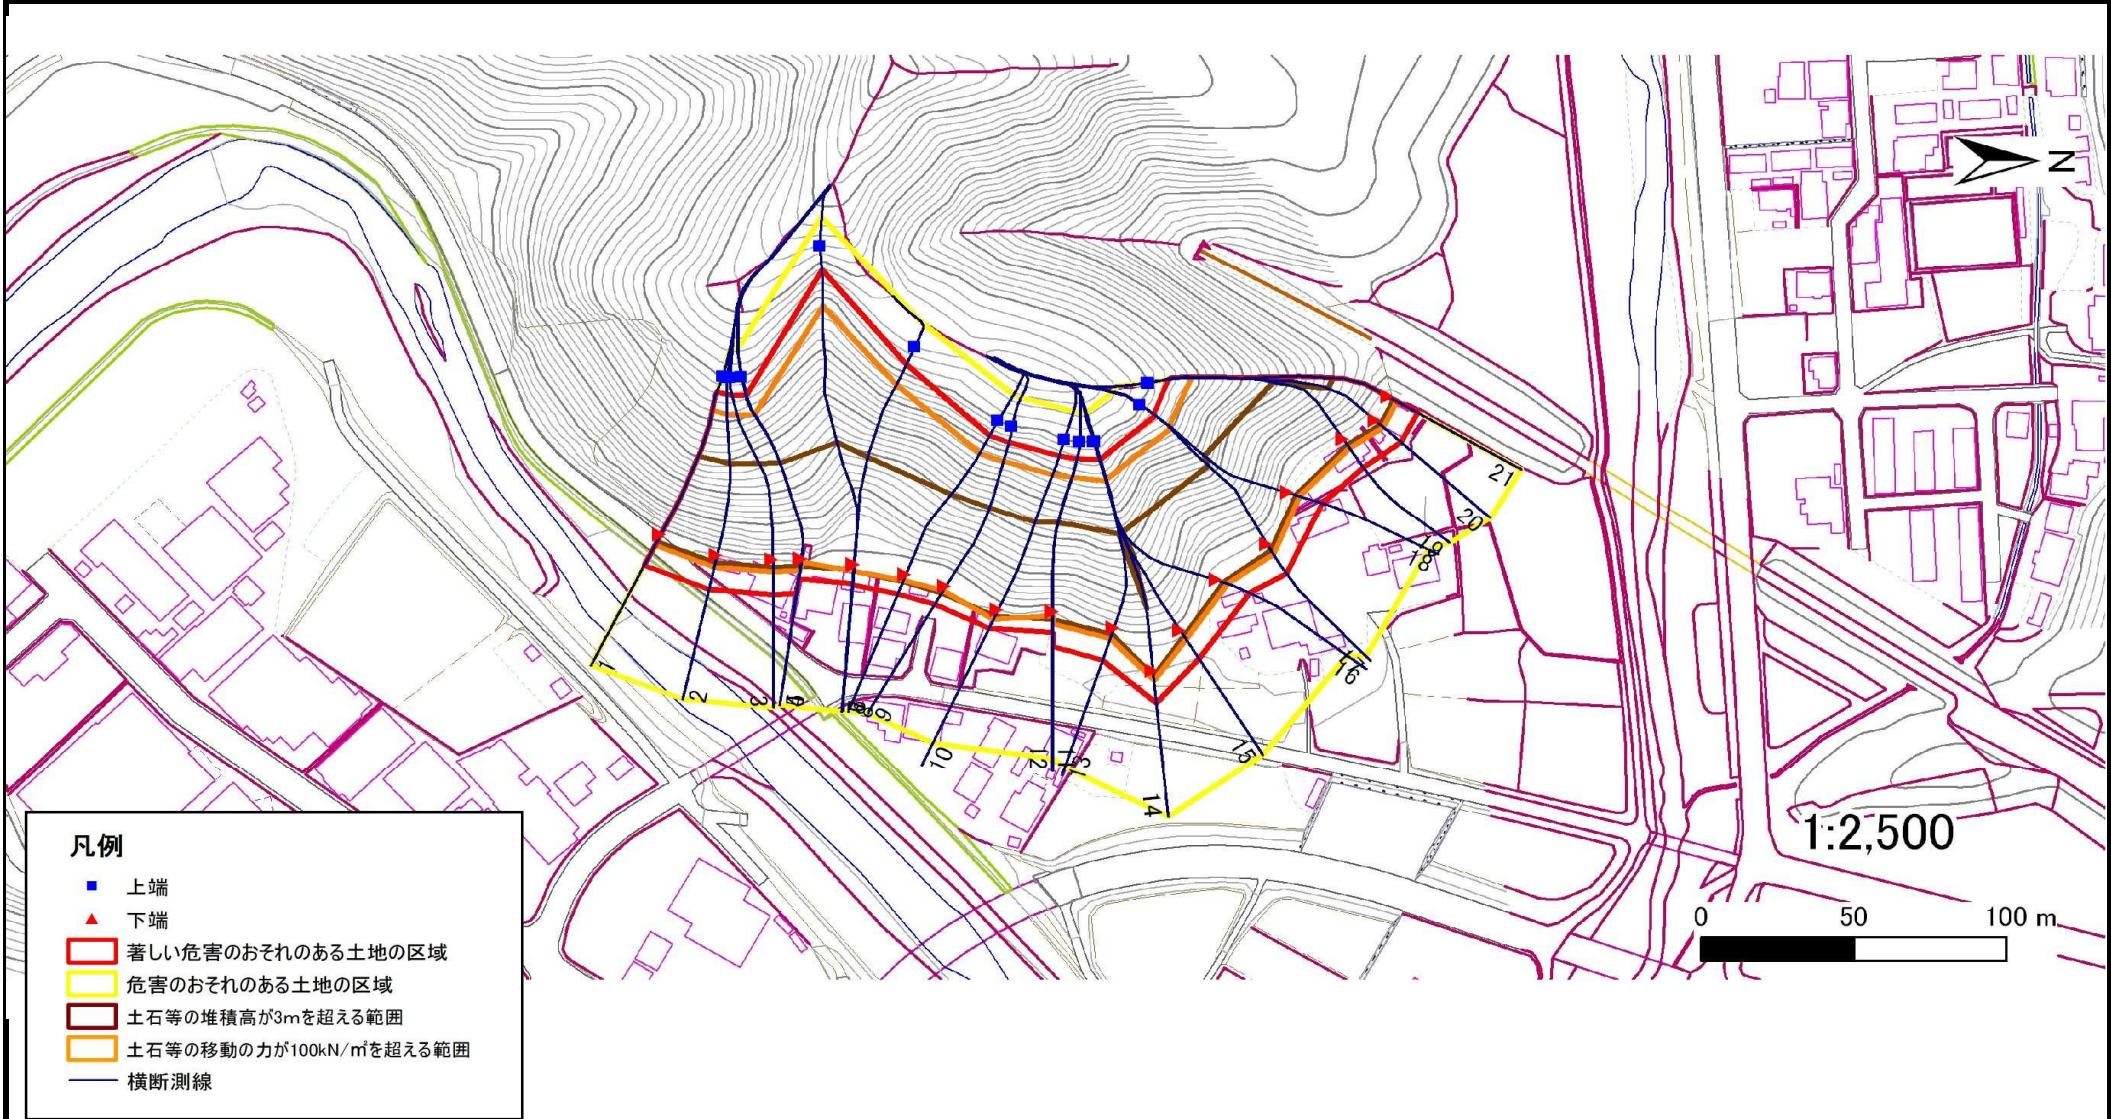 N
1
2
3
9
10
12
13
14
15
16
17
18
19
20
21
1:2,500
0 50 100 m
凡例
上端
下端
著しい危害のおそれのある土地の区域
危害のおそれのある土地の区域
土石等の堆積高が3mを超える範囲
土石等の移動の力が100kN/㎡を超える範囲
横断測線